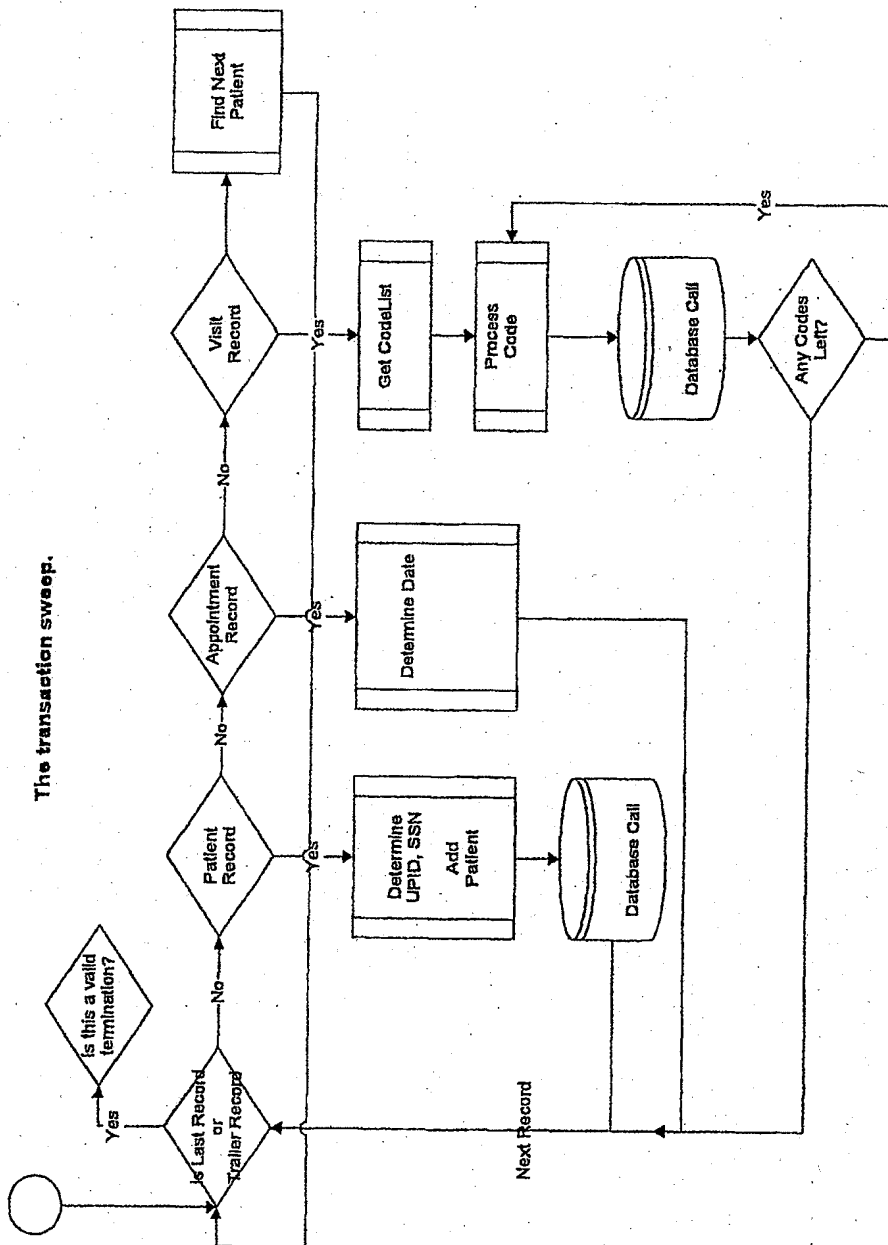 The transaction sweep.
Is this a valid
termination?
Yes
Is Last Record
or
Trailer Record
No
Patient
Record
No
Appointment
Record
No
Visit
Record
Find Next
Patient
Yes
Yes
Yes
Determine
UPID, SSN
Add
Patient
Determine Date
Get CodeList
Process
Code
Database Call
Database Call
Next Record
Any Codes
Left?
Yes